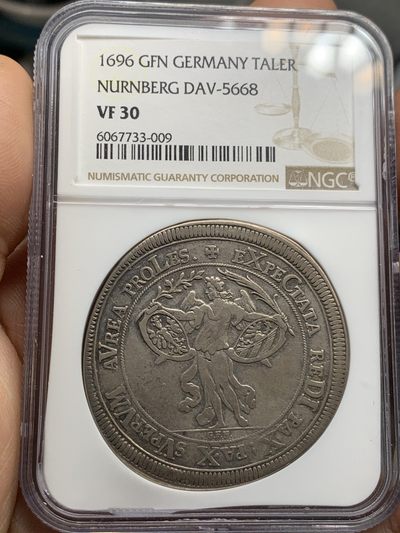 1696 GFN GERMANY TALER
NURNBERG DAV-5668
VF 30
6067733-009
NUMISMATIC GUARANTY CORPORATION
NGC
✠ EXPECTATA REDI PAX SVPERVM AVREA PROLES.